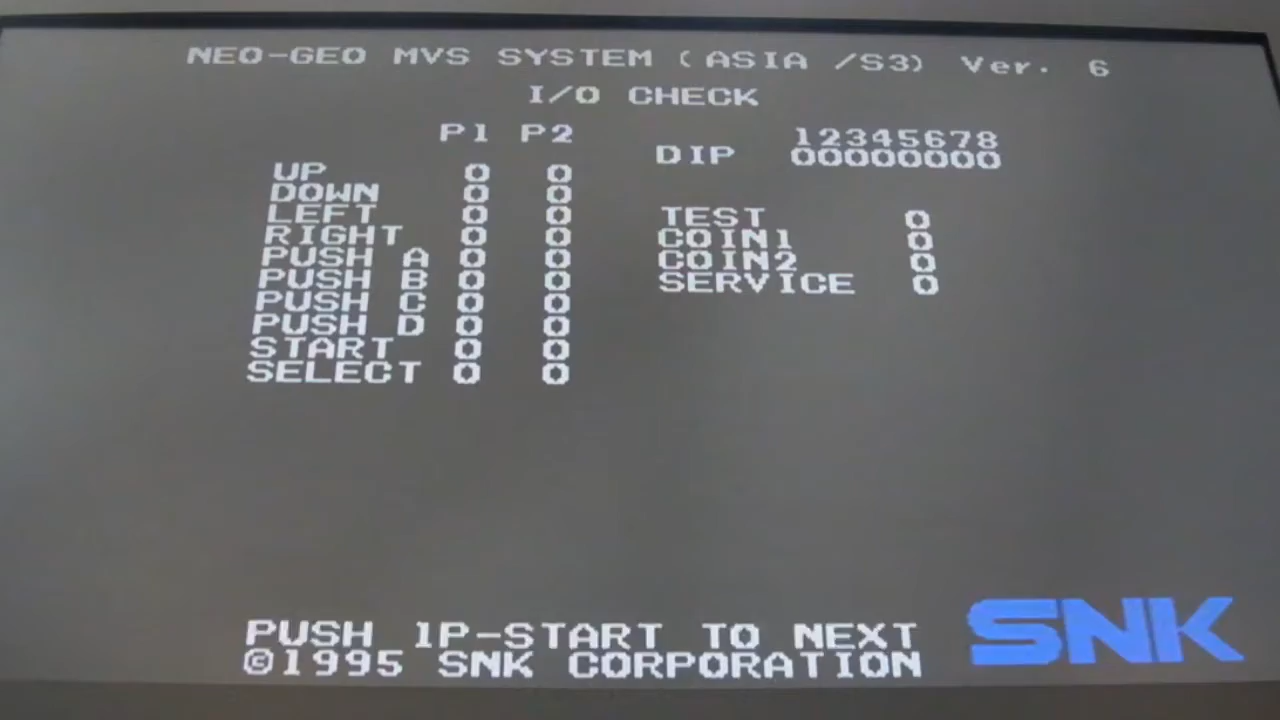 NEO-GEO MVS SYSTEM (ASIA /S3) Ver. 6
I/O CHECK
P1 P2
UP 0 0
DOWN 0 0
LEFT 0 0
RIGHT 0 0
PUSH A 0 0
PUSH B 0 0
PUSH C 0 0
PUSH D 0 0
START 0 0
SELECT 0 0
12345678
DIP 00000000
TEST 0
COIN1 0
COIN2 0
SERVICE 0
PUSH 1P-START TO NEXT
©1995 SNK CORPORATION
SNK